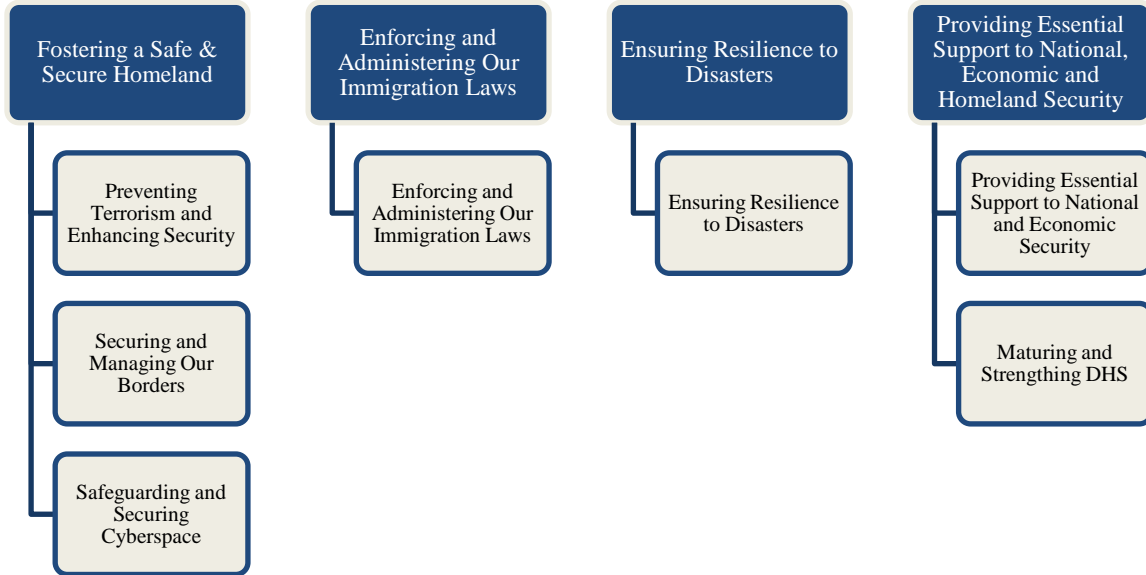 Fostering a Safe &
Secure Homeland
Preventing
Terrorism and
Enhancing Security
Securing and
Managing Our
Borders
Safeguarding and
Securing
Cyberspace
Enforcing and
Administering Our
Immigration Laws
Enforcing and
Administering Our
Immigration Laws
Ensuring Resilience to
Disasters
Ensuring Resilience
to Disasters
Providing Essential
Support to National,
Economic and
Homeland Security
Providing Essential
Support to National
and Economic
Security
Maturing and
Strengthing DHS